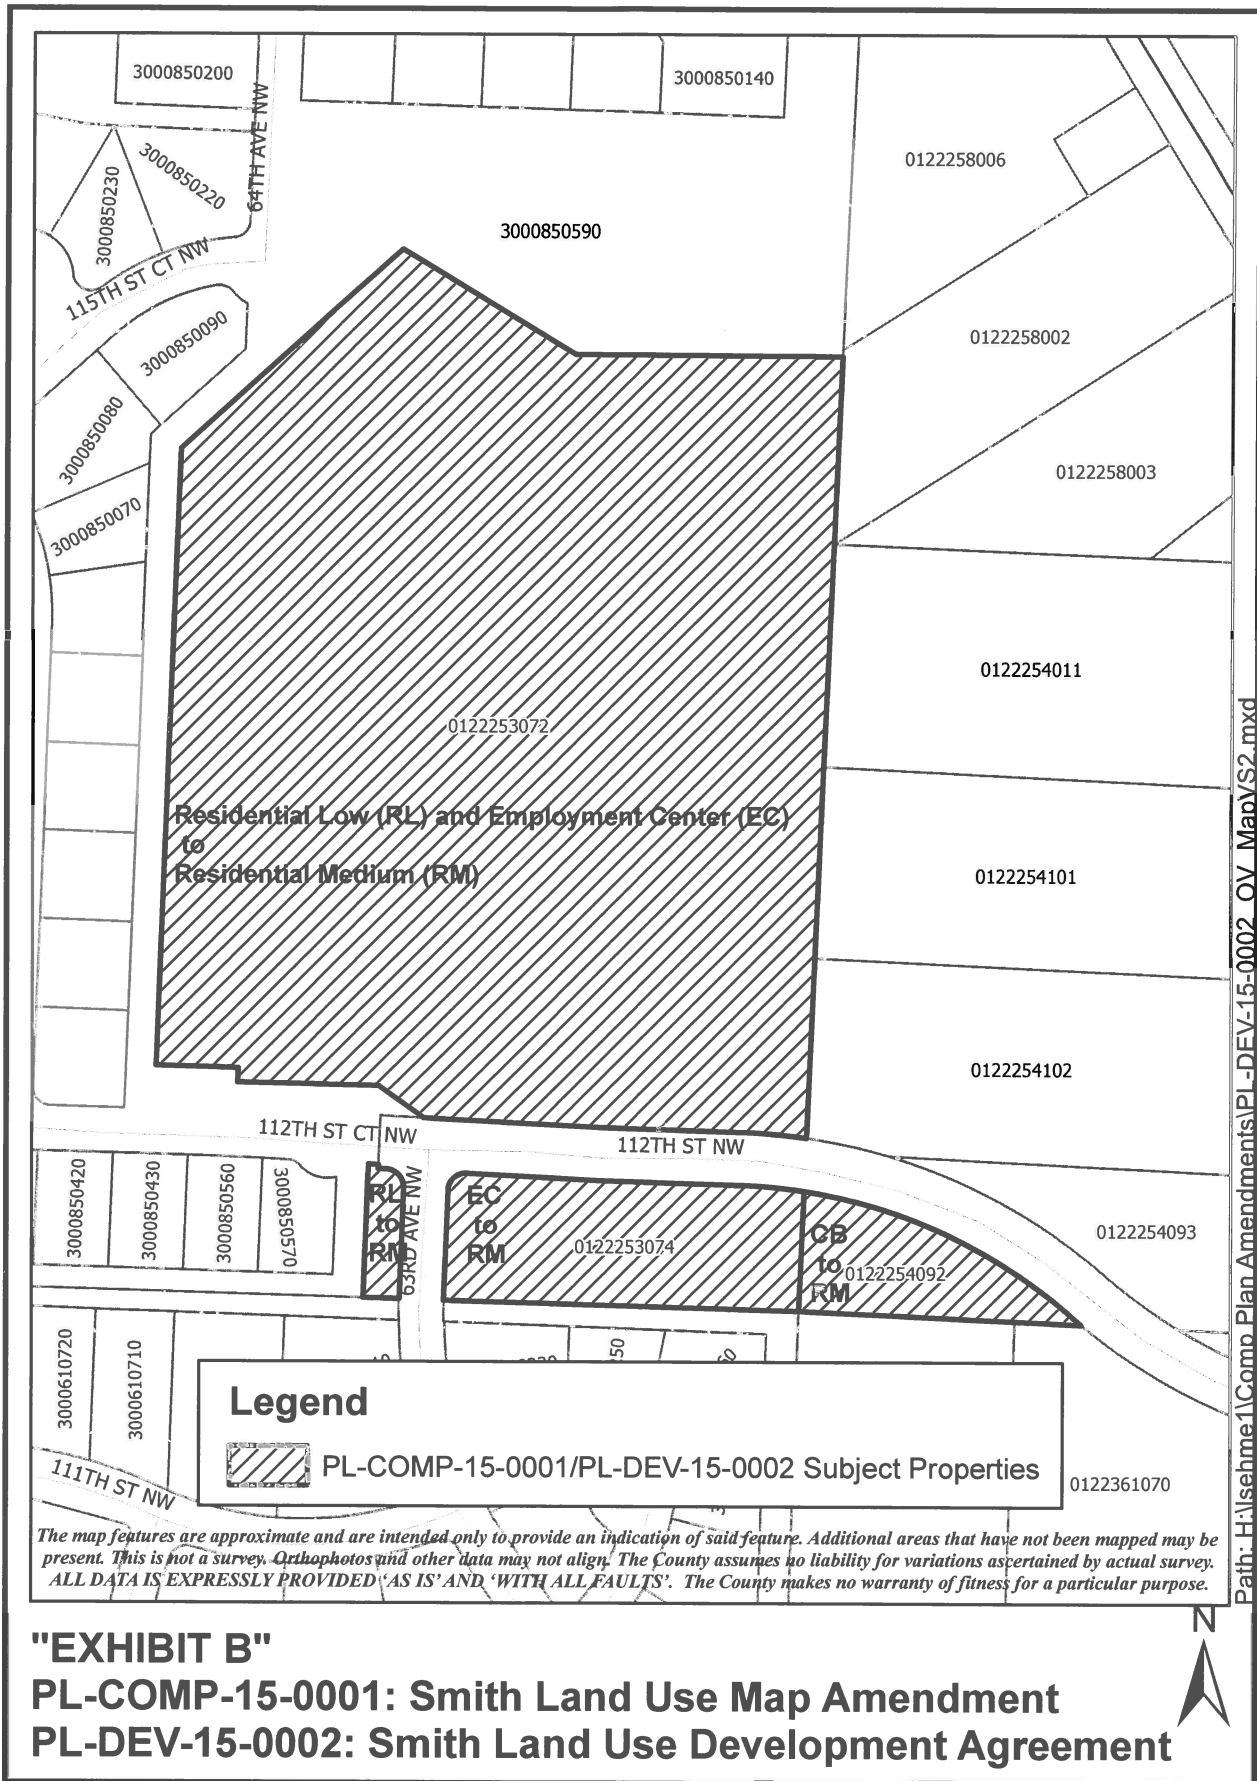 3000850200
3000850140
64TH AVE NW
3000850220
3000850230
0122258006
3000850590
115TH ST CT NW
3000850090
0122258002
3000850080
0122258003
3000850070
0122254011
0122253072
Residential Low (RL) and Employment Center (EC)
to
Residential Medium (RM)
0122254101
0122254102
112TH ST CT NW
112TH ST NW
3000850420
3000850430
3000850560
3000850570
RL
to
RM
63RD AVE NW
EC
to
RM
0122253074
CB
to
RM
0122254092
0122254093
3000610720
3000610710
250
Legend
PL-COMP-15-0001/PL-DEV-15-0002 Subject Properties
111TH ST NW
0122361070
The map features are approximate and are intended only to provide an indication of said feature. Additional areas that have not been mapped may be
present. This is not a survey. Orthophotos and other data may not align. The County assumes no liability for variations ascertained by actual survey.
ALL DATA IS EXPRESSLY PROVIDED ‘AS IS’ AND ‘WITH ALL FAULTS’. The County makes no warranty of fitness for a particular purpose.
Path: H:\lsehme1\Comp Plan Amendments\PL-DEV-15-0002_OV_MapVS2.mxd
N
"EXHIBIT B"
PL-COMP-15-0001: Smith Land Use Map Amendment
PL-DEV-15-0002: Smith Land Use Development Agreement